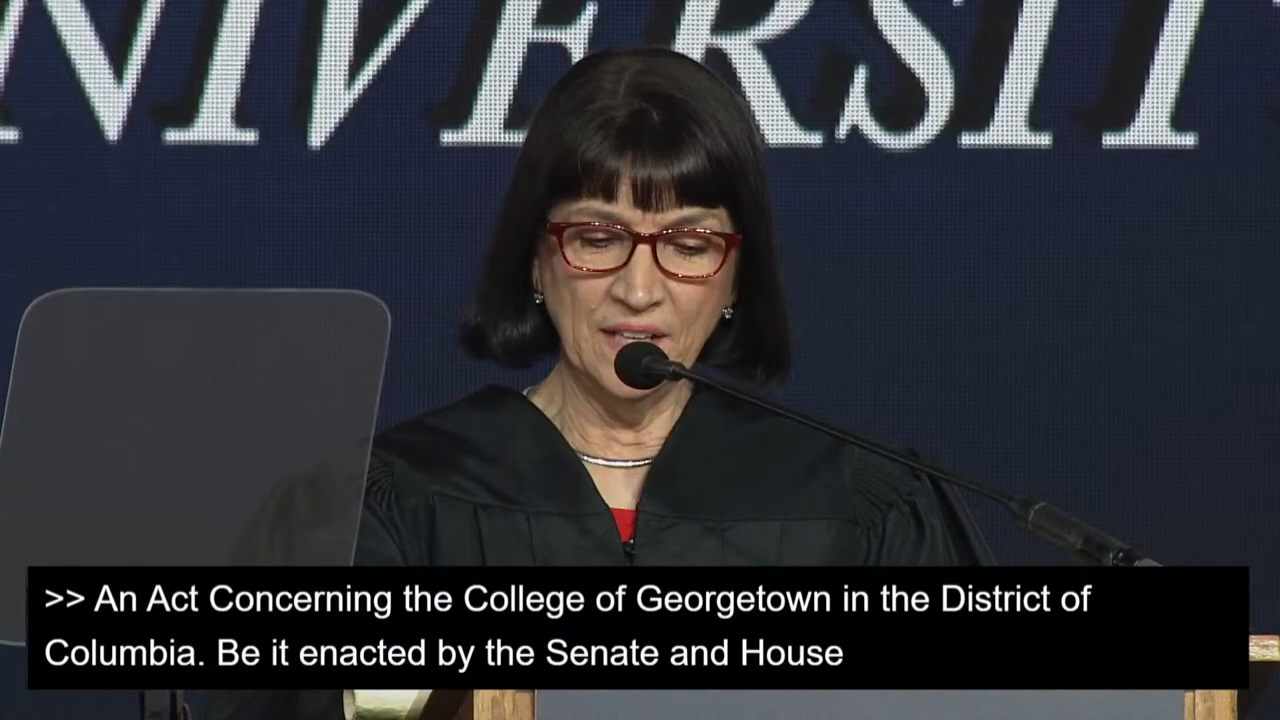 NIVERSIT
>> An Act Concerning the College of Georgetown in the District of
Columbia. Be it enacted by the Senate and House